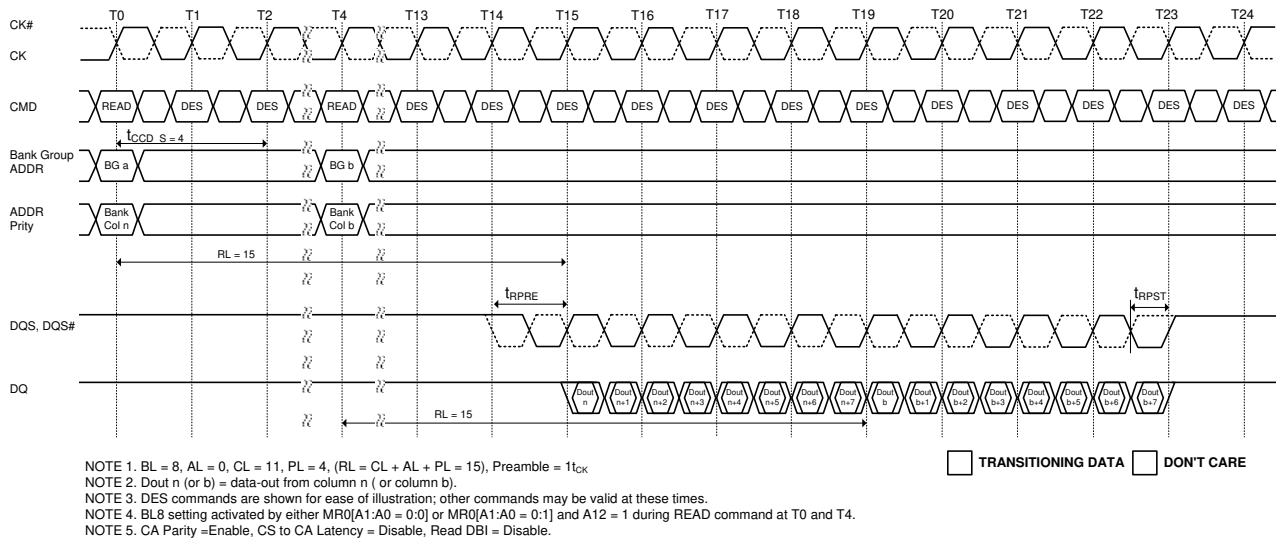 CK#
T0 T1 T2 T4 T13 T14 T15 T16 T17 T18 T19 T20 T21 T22 T23 T24
CK
CMD READ DES DES READ DES DES DES DES DES DES DES DES DES DES DES DES
tCCD_S = 4
Bank Group
ADDR
BG a BG b
ADDR
Prity
Bank
Col n
Bank
Col b
RL = 15
tRPRE tRPST
DQS, DQS#
DQ
Dout n Dout n+1 Dout n+2 Dout n+3 Dout n+4 Dout n+5 Dout n+6 Dout n+7 Dout b Dout b+1 Dout b+2 Dout b+3 Dout b+4 Dout b+5 Dout b+6 Dout b+7
RL = 15
NOTE 1. BL = 8, AL = 0, CL = 11, PL = 4, (RL = CL + AL + PL = 15), Preamble = 1tCK
NOTE 2. Dout n (or b) = data-out from column n ( or column b).
NOTE 3. DES commands are shown for ease of illustration; other commands may be valid at these times.
NOTE 4. BL8 setting activated by either MR0[A1:A0 = 0:0] or MR0[A1:A0 = 0:1] and A12 = 1 during READ command at T0 and T4.
NOTE 5. CA Parity =Enable, CS to CA Latency = Disable, Read DBI = Disable.
TRANSITIONING DATA DON'T CARE